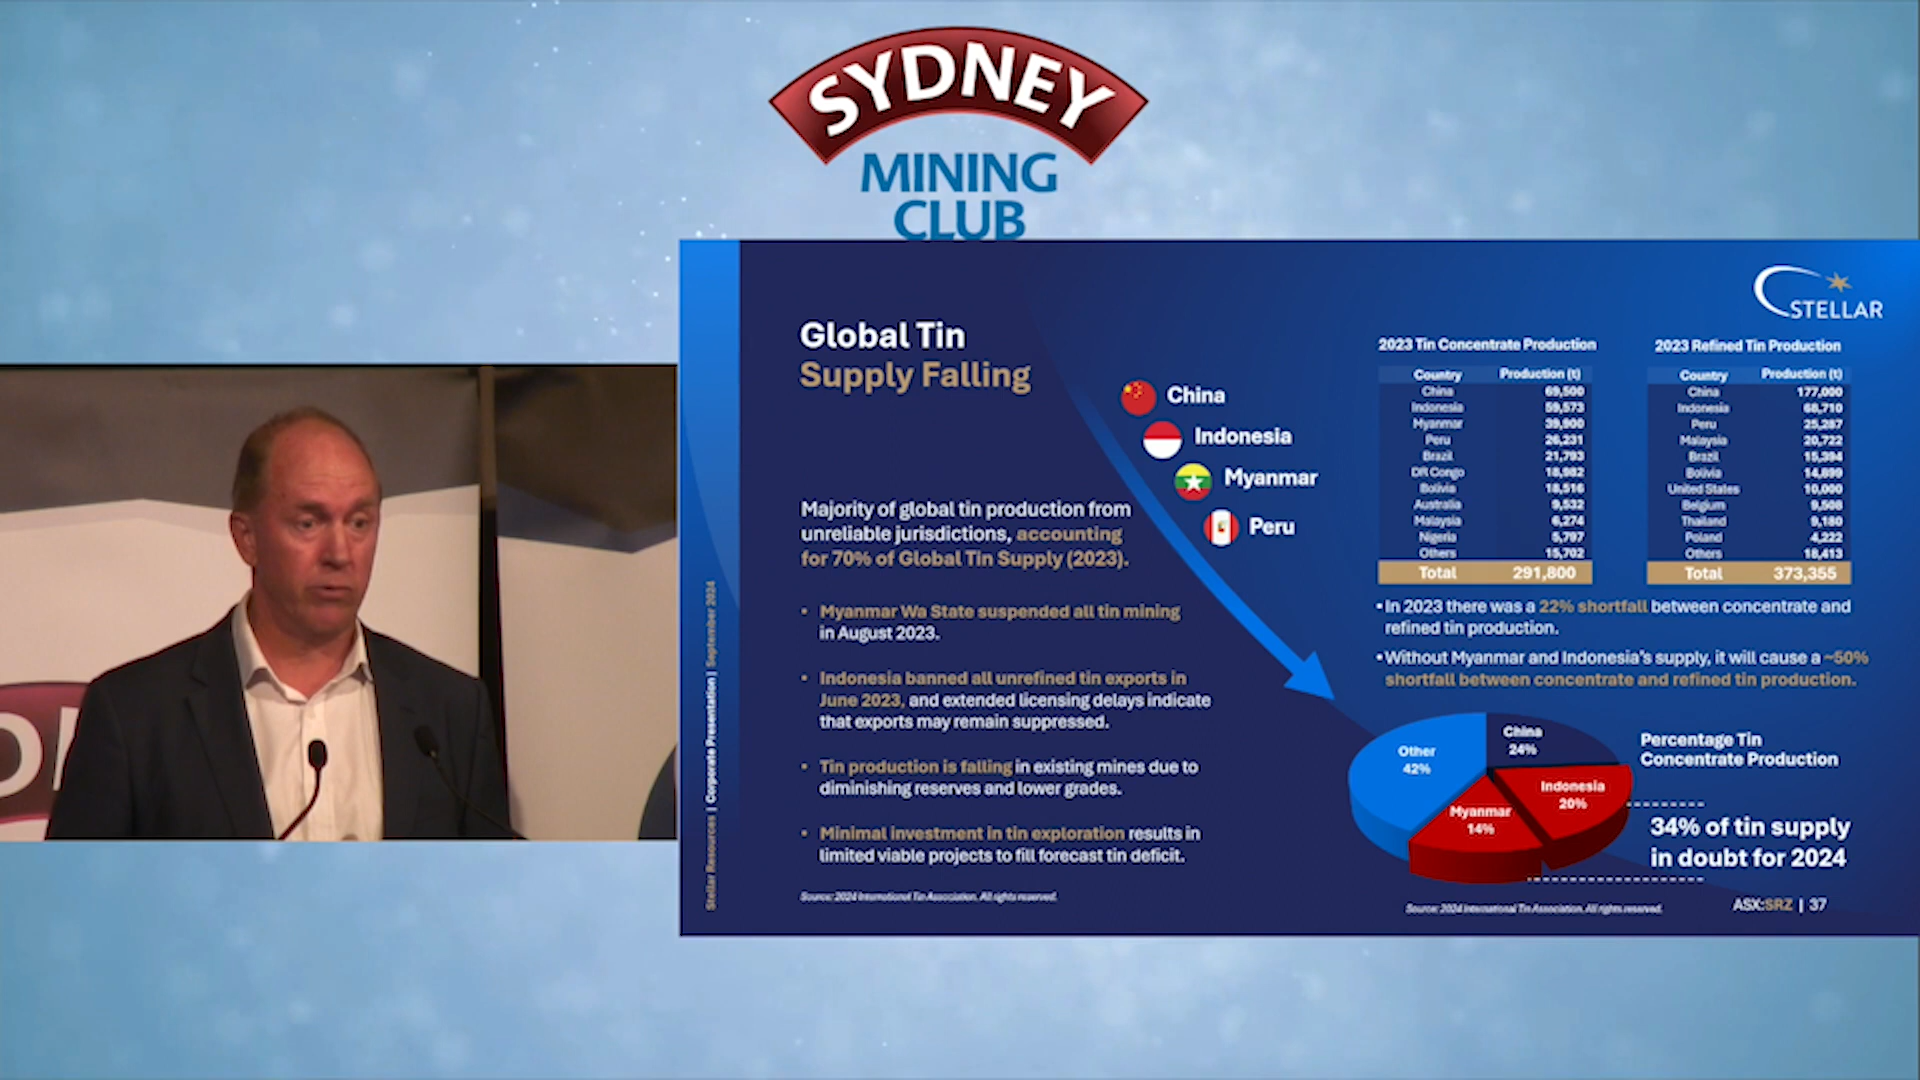 SYDNEY
MINING
CLUB
STELLAR
Global Tin
Supply Falling
China
Indonesia
Myanmar
Peru
Majority of global tin production from
unreliable jurisdictions, accounting
for 70% of Global Tin Supply (2023).
• Myanmar Wa State suspended all tin mining
in August 2023.
• Indonesia banned all unrefined tin exports in
June 2023, and extended licensing delays indicate
that exports may remain suppressed.
• Tin production is falling in existing mines due to
diminishing reserves and lower grades.
• Minimal investment in tin exploration results in
limited viable projects to fill forecast tin deficit.
Source: 2024 International Tin Association. All rights reserved.
Stellar Resources | Corporate Presentation | September 2024
2023 Tin Concentrate Production
Country Production (t)
China 69,500
Indonesia 59,573
Myanmar 39,900
Peru 26,231
Brazil 21,793
DR Congo 18,982
Bolivia 18,516
Australia 9,532
Malaysia 6,274
Nigeria 5,797
Others 15,702
Total 291,800
2023 Refined Tin Production
Country Production (t)
China 177,000
Indonesia 68,710
Peru 25,287
Malaysia 20,722
Brazil 15,394
Bolivia 14,899
United States 10,000
Belgium 9,508
Thailand 9,180
Poland 4,222
Others 18,413
Total 373,355
• In 2023 there was a 22% shortfall between concentrate and
refined tin production.
• Without Myanmar and Indonesia's supply, it will cause a ~50%
shortfall between concentrate and refined tin production.
Other
42%
China
24%
Indonesia
20%
Myanmar
14%
Percentage Tin
Concentrate Production
34% of tin supply
in doubt for 2024
Source: 2024 International Tin Association. All rights reserved.
ASX:SRZ | 37